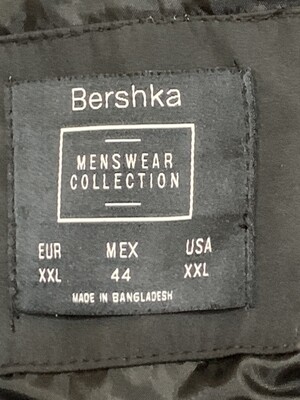 Bershka
MENSWEAR
COLLECTION
EUR MEX USA
XXL 44 XXL
MADE IN BANGLADESH